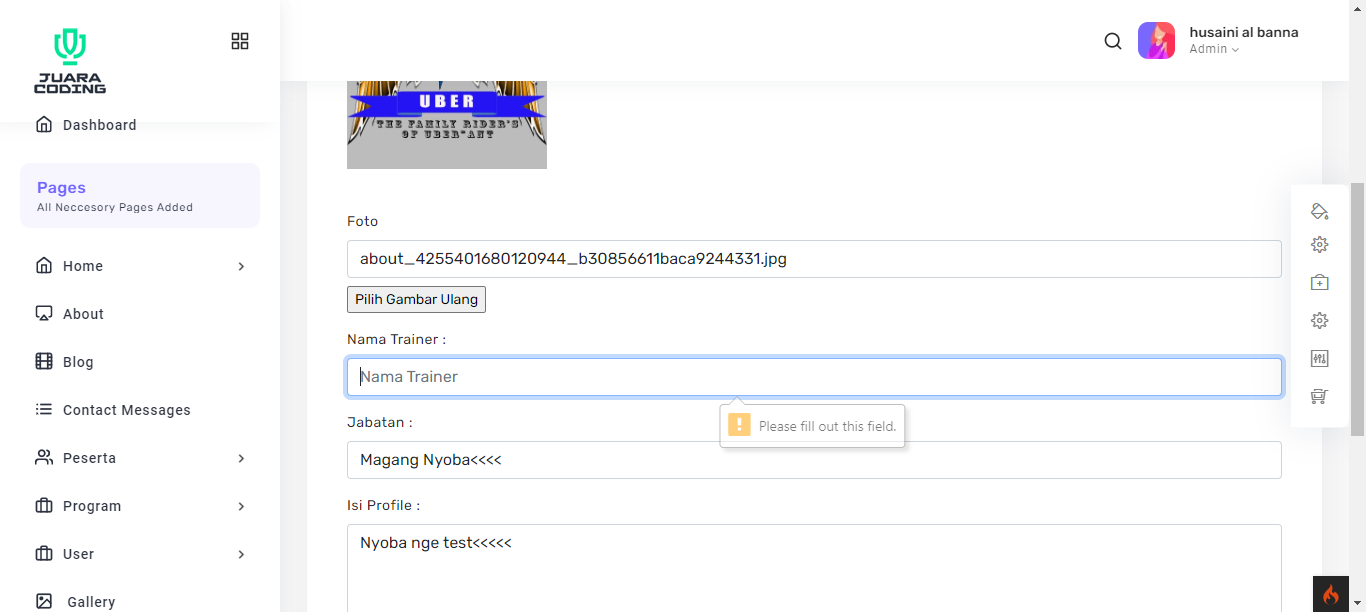 JUARA
CODING
husaini al banna
Admin
Dashboard
Pages
All Neccesory Pages Added
Home
About
Blog
Contact Messages
Peserta
Program
User
Gallery
UBER
THE FAMILY RIDER'S
OF UBER"ANT
Foto
about_4255401680120944_b30856611baca9244331.jpg
Pilih Gambar Ulang
Nama Trainer :
Nama Trainer
Please fill out this field.
Jabatan :
Magang Nyoba<<<<
Isi Profile :
Nyoba nge test<<<<<